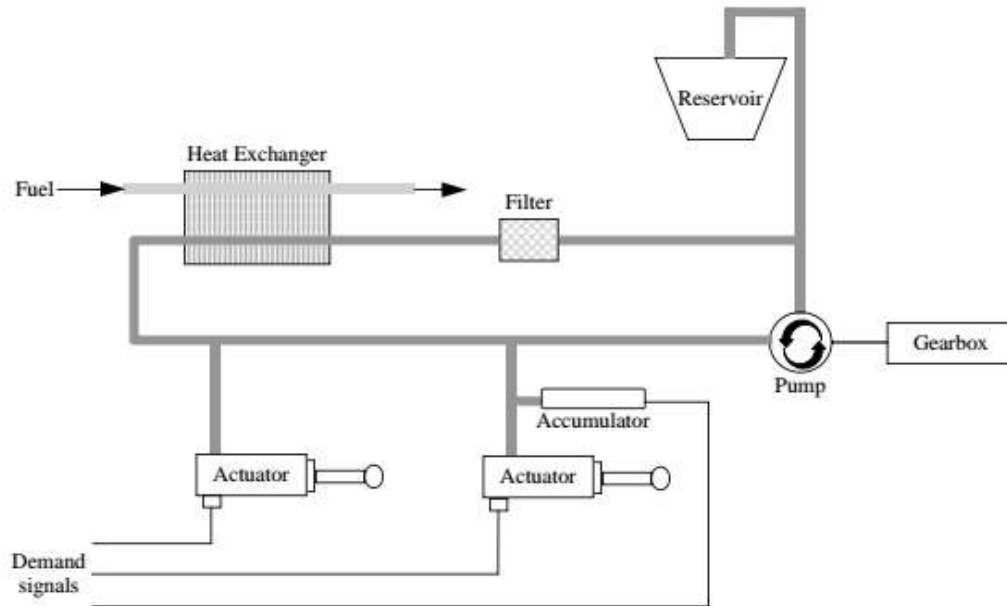 Reservoir
Heat Exchanger
Fuel
Filter
Gearbox
Pump
Accumulator
Actuator
Actuator
Demand
signals